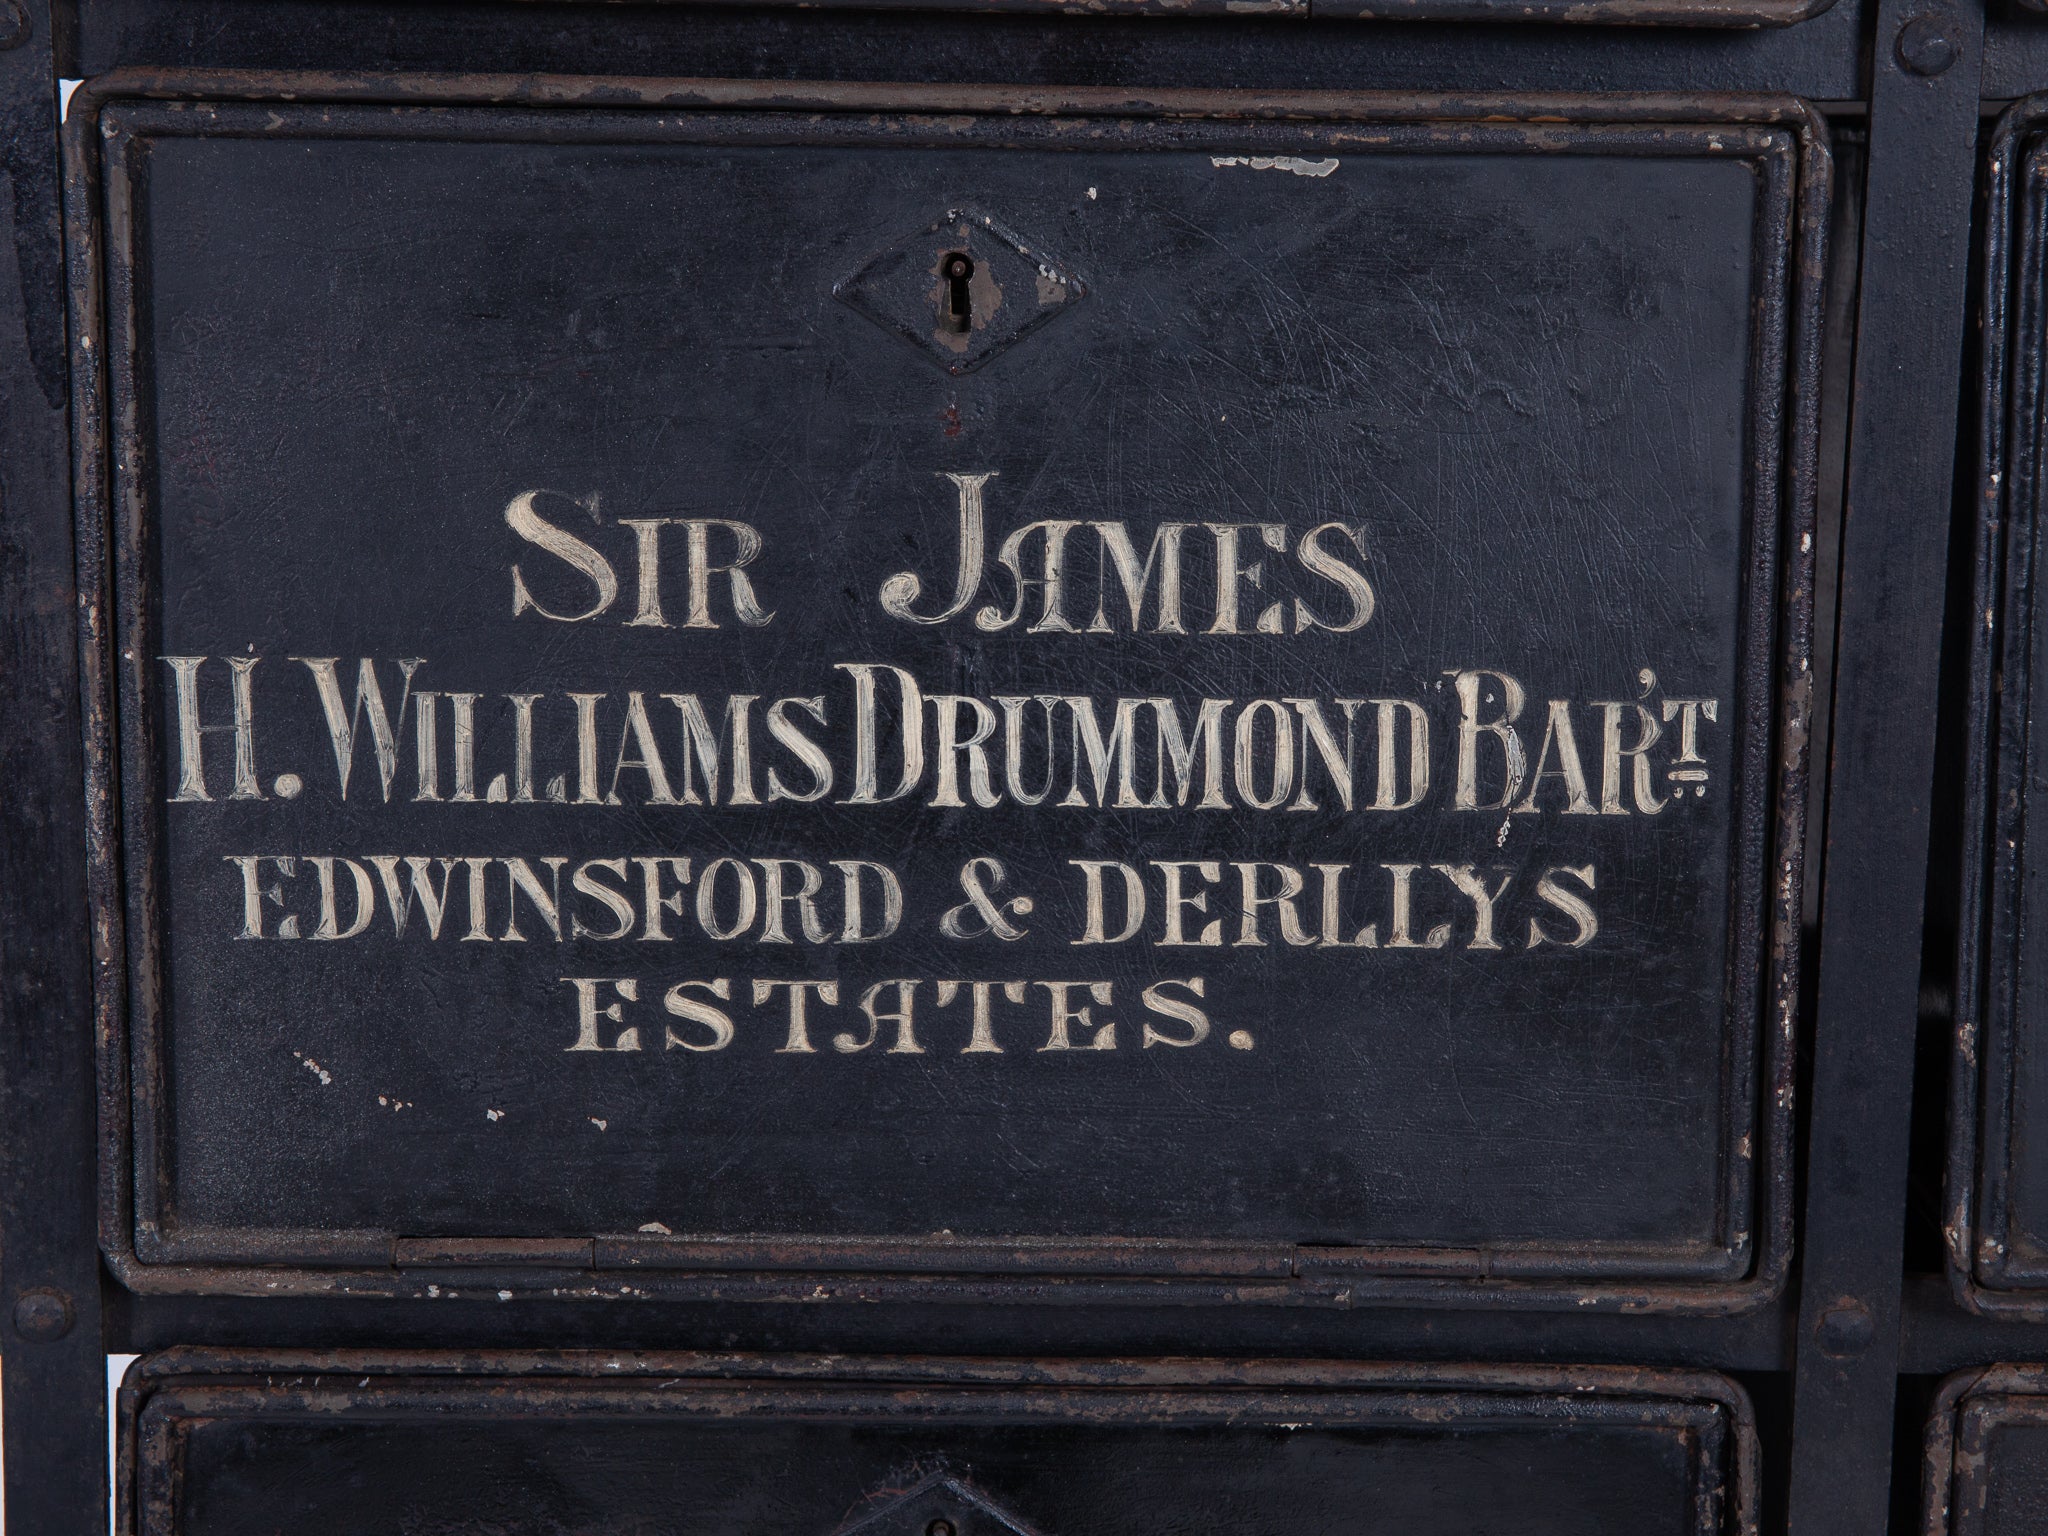 SIR JAMES
H. WILLIAMS DRUMMOND BAR'T
EDWINSFORD & DERLLYS
ESTATES.